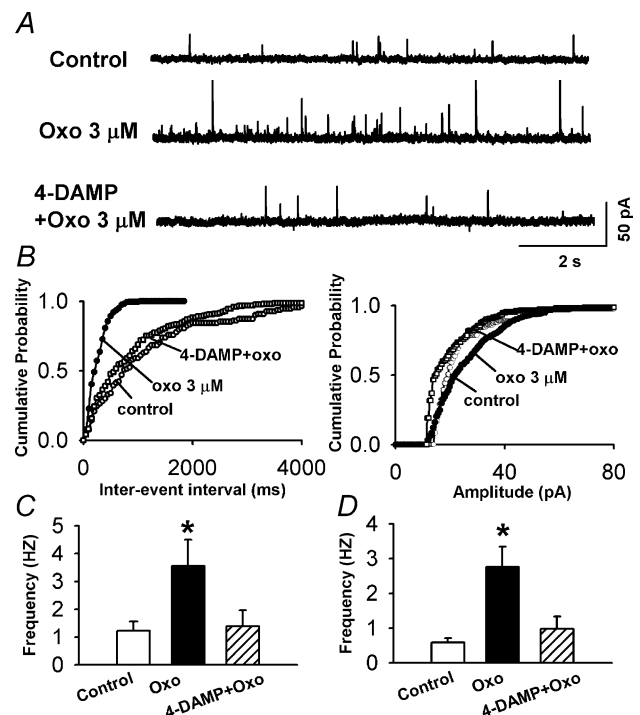 A
Control
Oxo 3 µM
4-DAMP
+Oxo 3 µM
50 pA
2 s
B
Cumulative Probability
1.0
0.5
0.0
4-DAMP+oxo
oxo 3 µM
control
0
2000
4000
Inter-event interval (ms)
Cumulative Probability
1.0
0.5
0.0
4-DAMP+oxo
oxo 3 µM
control
0
40
80
Amplitude (pA)
C
Frequency (HZ)
5
4
3
2
1
0
*
Control
Oxo
4-DAMP+Oxo
D
Frequency (HZ)
4
3
2
1
0
*
Control
Oxo
4-DAMP+Oxo